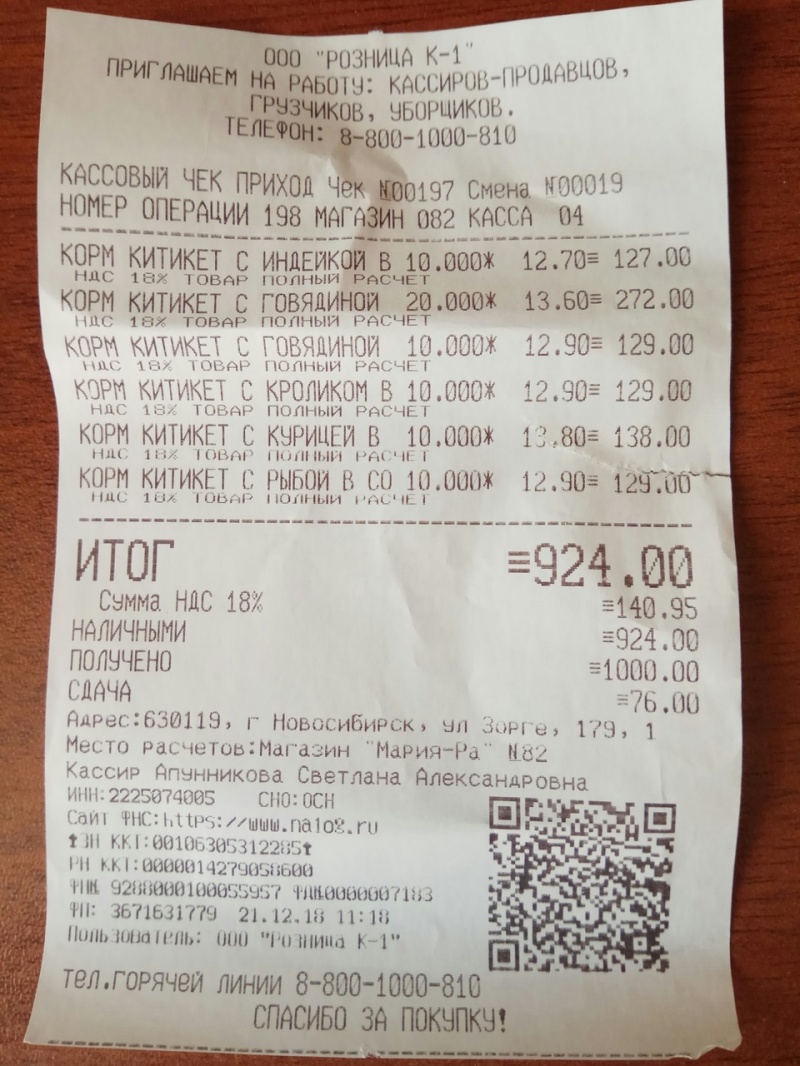 ООО "РОЗНИЦА К-1"
ПРИГЛАШАЕМ НА РАБОТУ: КАССИРОВ-ПРОДАВЦОВ,
ГРУЗЧИКОВ, УБОРЩИКОВ.
ТЕЛЕФОН: 8-800-1000-810
КАССОВЫЙ ЧЕК ПРИХОД Чек №00197 Смена №00019
НОМЕР ОПЕРАЦИИ 198 МАГАЗИН 082 КАССА 04
КОРМ КИТИКЕТ С ИНДЕЙКОЙ В 10.000* 12.70≡ 127.00
НДС 18% ТОВАР ПОЛНЫЙ РАСЧЕТ
КОРМ КИТИКЕТ С ГОВЯДИНОЙ 20.000* 13.60≡ 272.00
НДС 18% ТОВАР ПОЛНЫЙ РАСЧЕТ
КОРМ КИТИКЕТ С ГОВЯДИНОЙ 10.000* 12.90≡ 129.00
НДС 18% ТОВАР ПОЛНЫЙ РАСЧЕТ
КОРМ КИТИКЕТ С КРОЛИКОМ В 10.000* 12.90≡ 129.00
НДС 18% ТОВАР ПОЛНЫЙ РАСЧЕТ
КОРМ КИТИКЕТ С КУРИЦЕЙ В 10.000* 13.80≡ 138.00
НДС 18% ТОВАР ПОЛНЫЙ РАСЧЕТ
КОРМ КИТИКЕТ С РЫБОЙ В СО 10.000* 12.90≡ 129.00
НДС 18% ТОВАР ПОЛНЫЙ РАСЧЕТ
ИТОГ ≡924.00
Сумма НДС 18% ≡140.95
НАЛИЧНЫМИ ≡924.00
ПОЛУЧЕНО ≡1000.00
СДАЧА ≡76.00
Адрес:630119, г Новосибирск, ул Зорге, 179, 1
Место расчетов:Магазин "Мария-Ра" №82
Кассир Апунникова Светлана Александровна
ИНН:2225074005 СНО:ОСН
Сайт ФНС:https://www.nalog.ru
ЗН ККТ:00106305312285
РН ККТ:0000014279058600
ФН№ 9288000100055957 ФД№0000007183
ФП: 3671631779 21.12.18 11:18
Пользователь: ООО "Розница К-1"
тел.ГОРЯЧЕЙ ЛИНИИ 8-800-1000-810
СПАСИБО ЗА ПОКУПКУ!